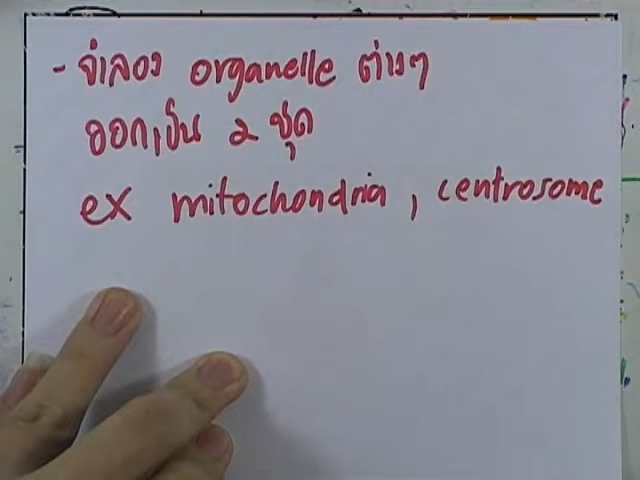 - จำลอง organelle ต่างๆ
ออกเป็น 2 ชุด
ex mitochondria , centrosome